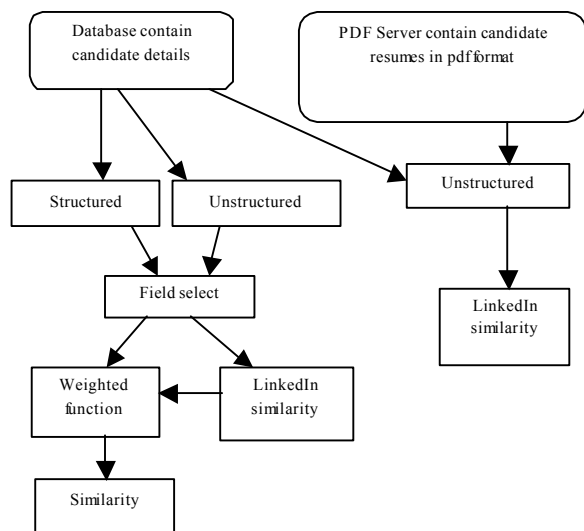 Database contain
candidate details
PDF Server contain candidate
resumes in pdf format
Structured
Unstructured
Unstructured
Field select
LinkedIn
similarity
Weighted
function
LinkedIn
similarity
Similarity